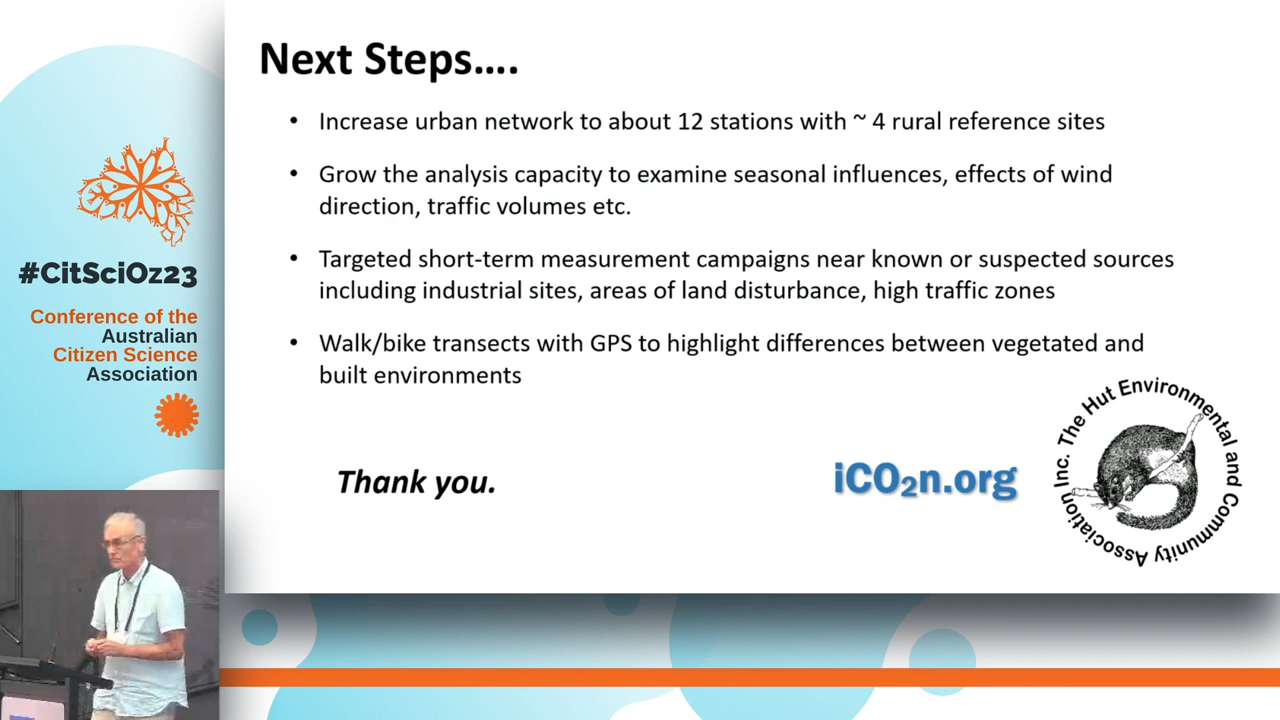 Next Steps....
• Increase urban network to about 12 stations with ~ 4 rural reference sites
• Grow the analysis capacity to examine seasonal influences, effects of wind
direction, traffic volumes etc.
• Targeted short-term measurement campaigns near known or suspected sources
including industrial sites, areas of land disturbance, high traffic zones
• Walk/bike transects with GPS to highlight differences between vegetated and
built environments
Thank you.
iCO₂n.org
The Hut Environmental and Community Association Inc.
#CitSciOz23
Conference of the
Australian
Citizen Science
Association